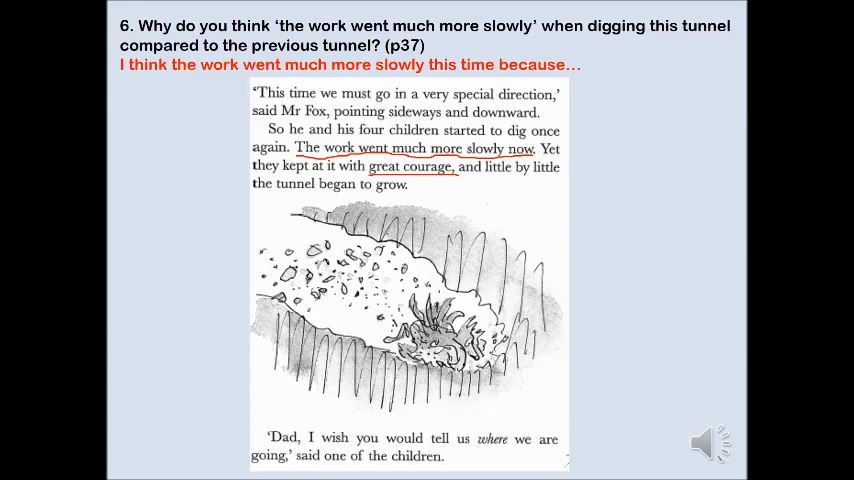 6. Why do you think ‘the work went much more slowly’ when digging this tunnel
compared to the previous tunnel? (p37)
I think the work went much more slowly this time because…
‘This time we must go in a very special direction,’
said Mr Fox, pointing sideways and downward.
So he and his four children started to dig once
again. The work went much more slowly now. Yet
they kept at it with great courage, and little by little
the tunnel began to grow.
‘Dad, I wish you would tell us where we are
going,’ said one of the children.